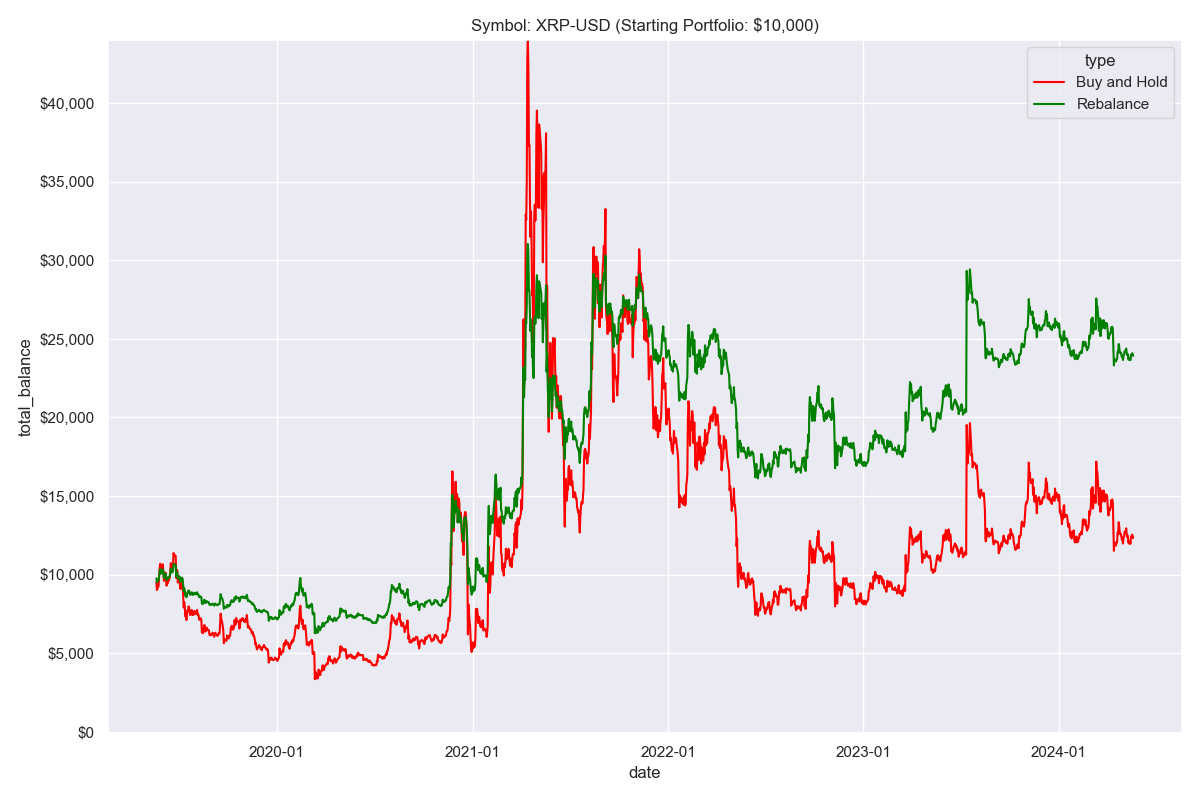 Symbol: XRP-USD (Starting Portfolio: $10,000)
type
Buy and Hold
Rebalance
$40,000
$35,000
$30,000
$25,000
$20,000
$15,000
$10,000
$5,000
$0
total_balance
2020-01
2021-01
2022-01
2023-01
2024-01
date